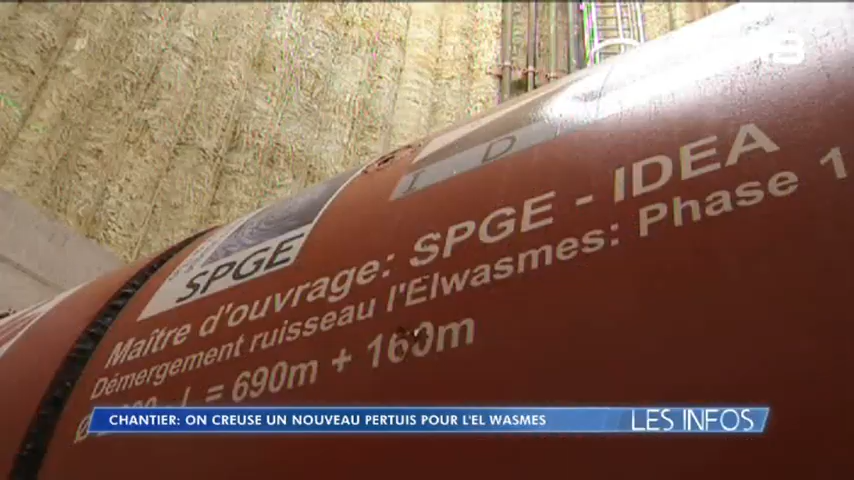 I D
SPGE
Maître d'ouvrage: SPGE - IDEA
Démergement ruisseau l'Elwasmes: Phase 1
L = 690m + 160m
CHANTIER: ON CREUSE UN NOUVEAU PERTUIS POUR L'EL WASMES
LES INFOS